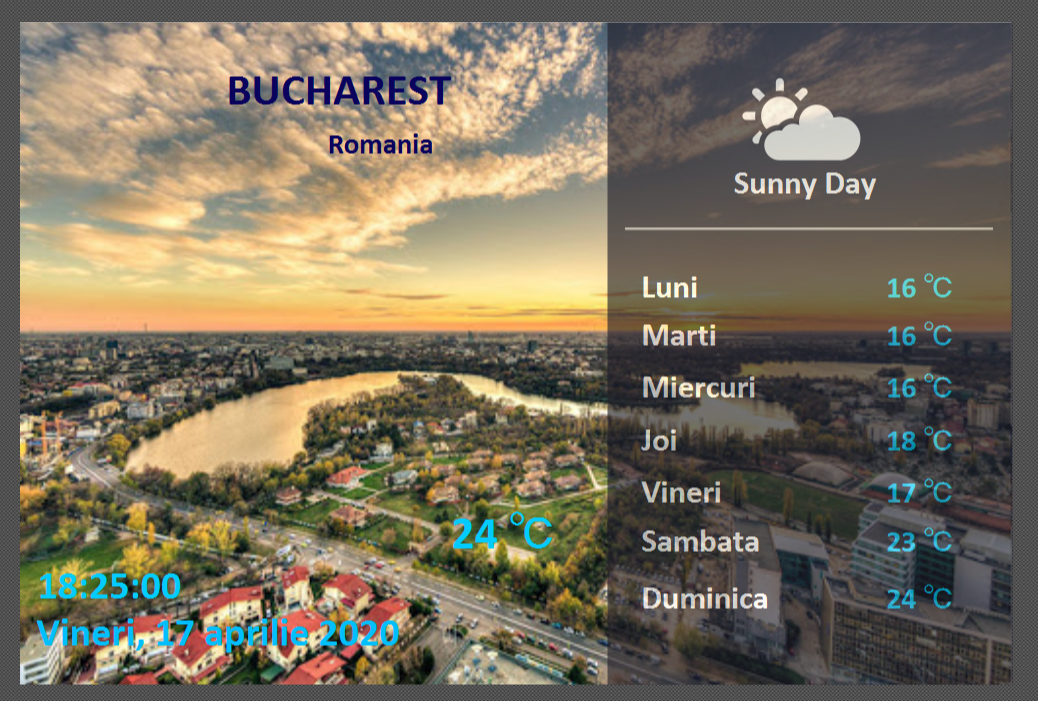 BUCHAREST
Romania
24 °C
18:25:00
Vineri, 17 aprilie 2020
Sunny Day
Luni 16 °C
Marti 16 °C
Miercuri 16 °C
Joi 18 °C
Vineri 17 °C
Sambata 23 °C
Duminica 24 °C